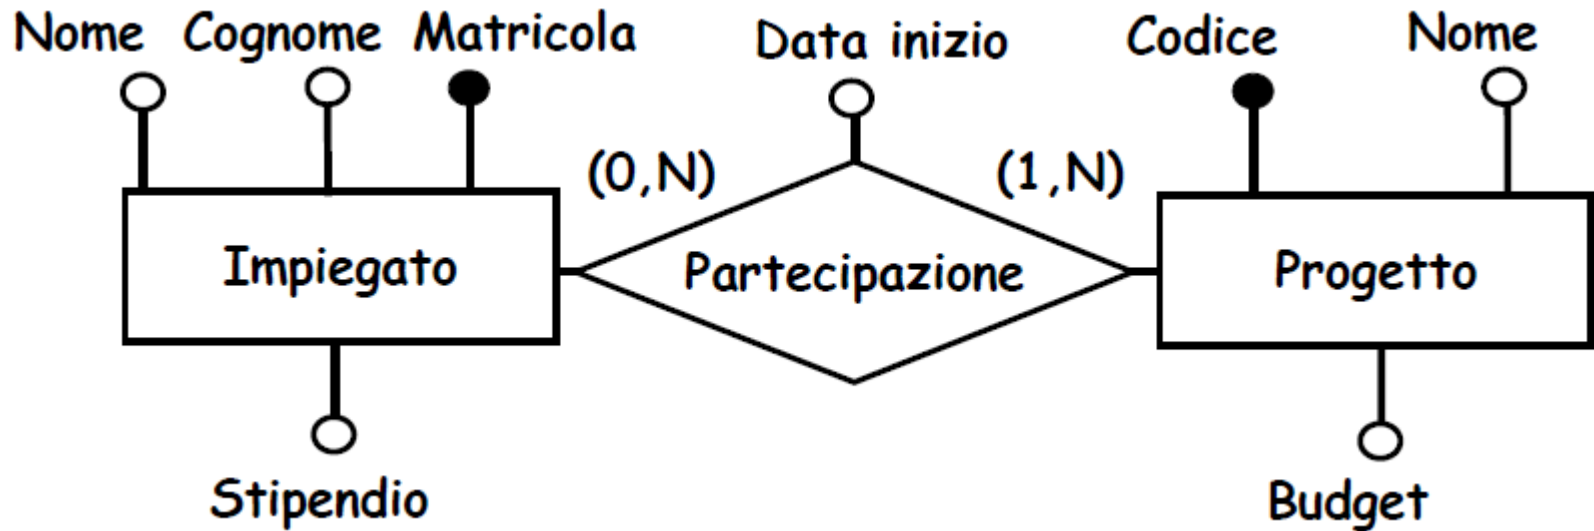 Nome Cognome Matricola Data inizio Codice Nome
(0,N) (1,N)
Impiegato Partecipazione Progetto
Stipendio Budget